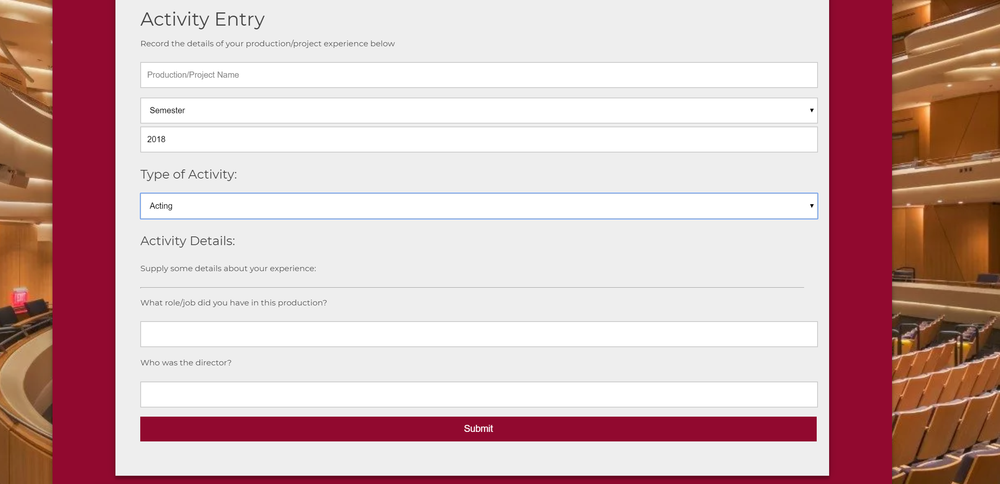 Activity Entry
Record the details of your production/project experience below
Production/Project Name
Semester
2018
Type of Activity:
Acting
Activity Details:
Supply some details about your experience:
What role/job did you have in this production?
Who was the director?
Submit
EXIT